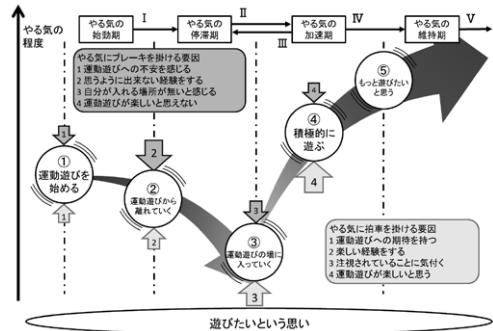 やる気の
程度
やる気の
始動期
I
やる気の
停滞期
II
III
やる気の
加速期
IV
やる気の
維持期
V
やる気にブレーキを掛ける要因
1 運動遊びへの不安を感じる
2 思うように出来ない経験をする
3 自分が入れる場所が無いと感じる
4 運動遊びが楽しいと思えない
⑤
もっと遊びたい
と思う
4
④
積極的に
遊ぶ
4
1
①
運動遊びを
始める
1
2
②
運動遊びから
離れていく
2
3
③
運動遊びの場に
入っていく
3
やる気に拍車を掛ける要因
1 運動遊びへの期待を持つ
2 楽しい経験をする
3 注視されていることに気付く
4 運動遊びが楽しいと思う
遊びたいという思い